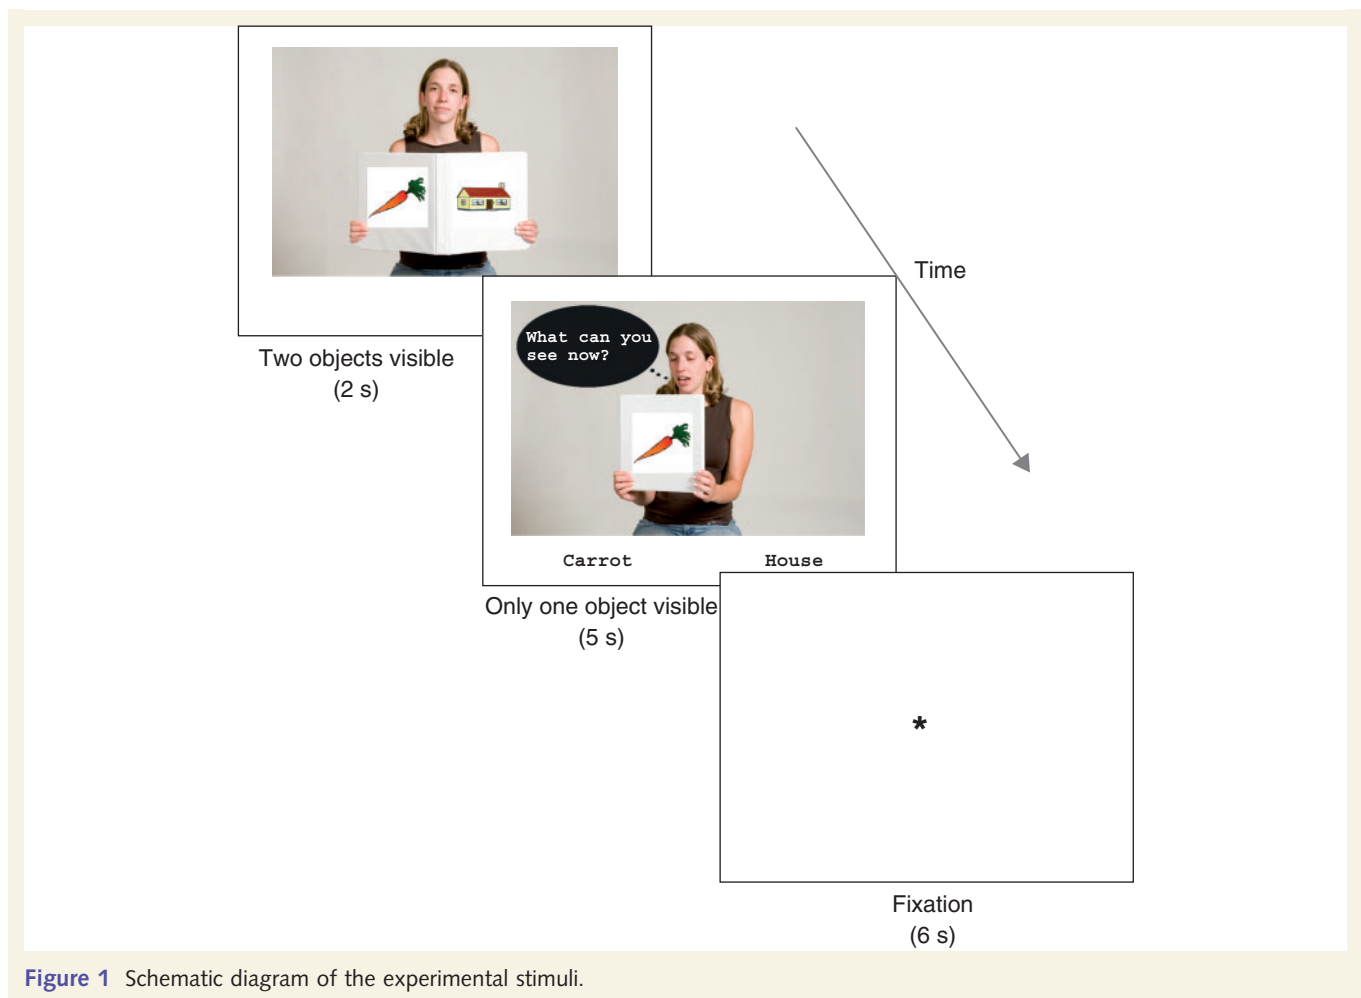 Time
What can you
see now?
Two objects visible
(2 s)
Carrot House
Only one object visible
(5 s)
*
Fixation
(6 s)
Figure 1 Schematic diagram of the experimental stimuli.